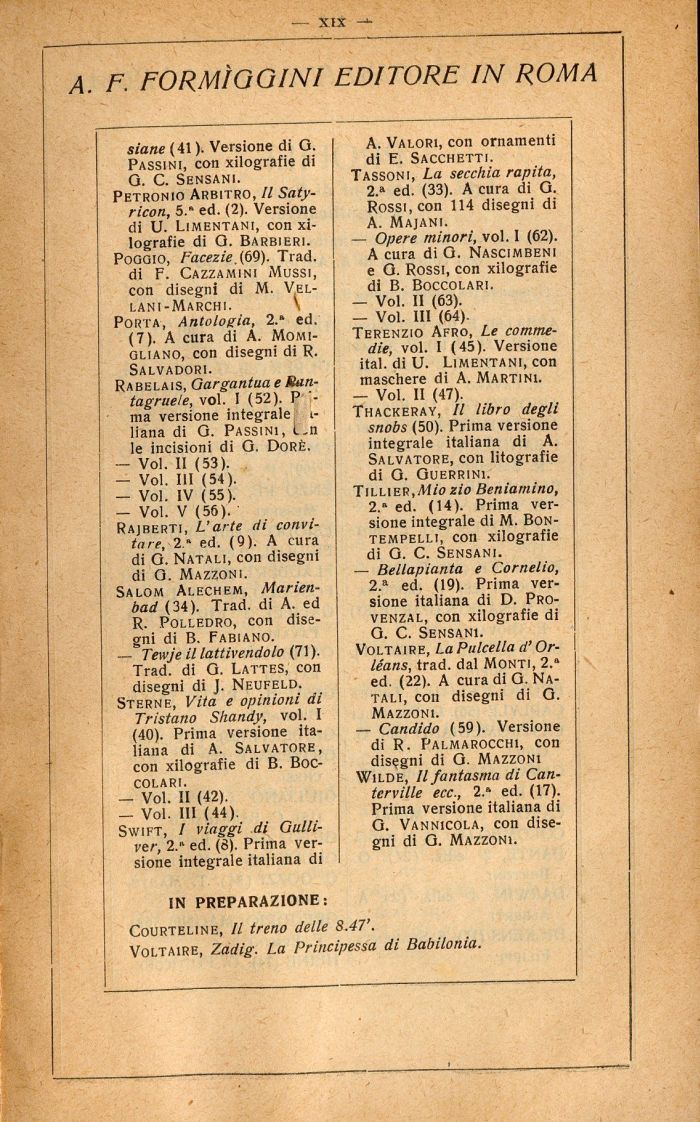 — XIX —
A. F. FORMÌGGINI EDITORE IN ROMA
siane (41). Versione di G.
PASSINI, con xilografie di
G. C. SENSANI.
PETRONIO ARBITRO, Il Saty-
ricon, 5.ª ed. (2). Versione
di U. LIMENTANI, con xi-
lografie di G. BARBIERI.
POGGIO, Facezie (69). Trad.
di F. CAZZAMINI MUSSI,
con disegni di M. VEL-
LANI-MARCHI.
PORTA, Antologia, 2.ª ed.
(7). A cura di A. MOMI-
GLIANO, con disegni di R.
SALVADORI.
RABELAIS, Gargantua e Pan-
tagruele, vol. I (52). Pri-
ma versione integrale
liana di G. PASSINI, con
le incisioni di G. DORÈ.
— Vol. II (53).
— Vol. III (54).
— Vol. IV (55).
— Vol. V (56).
RAJBERTI, L'arte di convi-
tare, 2.ª ed. (9). A cura
di G. NATALI, con disegni
di G. MAZZONI.
SALOM ALECHEM, Marien-
bad (34). Trad. di A. ed
R. POLLEDRO, con dise-
gni di B. FABIANO.
— Tewje il lattivendolo (71).
Trad. di G. LATTES, con
disegni di J. NEUFELD.
STERNE, Vita e opinioni di
Tristano Shandy, vol. I
(40). Prima versione ita-
liana di A. SALVATORE,
con xilografie di B. BOC-
COLARI.
— Vol. II (42).
— Vol. III (44).
SWIFT, I viaggi di Gulli-
ver, 2.ª ed. (8). Prima ver-
sione integrale italiana di
A. VALORI, con ornamenti
di E. SACCHETTI.
TASSONI, La secchia rapita,
2.ª ed. (33). A cura di G.
ROSSI, con 114 disegni di
A. MAJANI.
— Opere minori, vol. I (62).
A cura di G. NASCIMBENI
e G. ROSSI, con xilografie
di B. BOCCOLARI.
— Vol. II (63).
— Vol. III (64).
TERENZIO AFRO, Le comme-
die, vol. I (45). Versione
ital. di U. LIMENTANI, con
maschere di A. MARTINI.
— Vol. II (47).
THACKERAY, Il libro degli
snobs (50). Prima versione
integrale italiana di A.
SALVATORE, con litografie
di G. GUERRINI.
TILLIER, Mio zio Beniamino,
2.ª ed. (14). Prima ver-
sione integrale di M. BON-
TEMPELLI, con xilografie
di G. C. SENSANI.
— Bellapianta e Cornelio,
2.ª ed. (19). Prima ver-
sione italiana di D. PRO-
VENZAL, con xilografie di
G. C. SENSANI.
VOLTAIRE, La Pulcella d' Or-
léans, trad. dal MONTI, 2.ª
ed. (22). A cura di G. NA-
TALI, con disegni di G.
MAZZONI.
— Candido (59). Versione
di R. PALMAROCCHI, con
disegni di G. MAZZONI
WILDE, Il fantasma di Can-
terville ecc., 2.ª ed. (17).
Prima versione italiana di
G. VANNICOLA, con dise-
gni di G. MAZZONI.
IN PREPARAZIONE:
COURTELINE, Il treno delle 8.47'.
VOLTAIRE, Zadig. La Principessa di Babilonia.